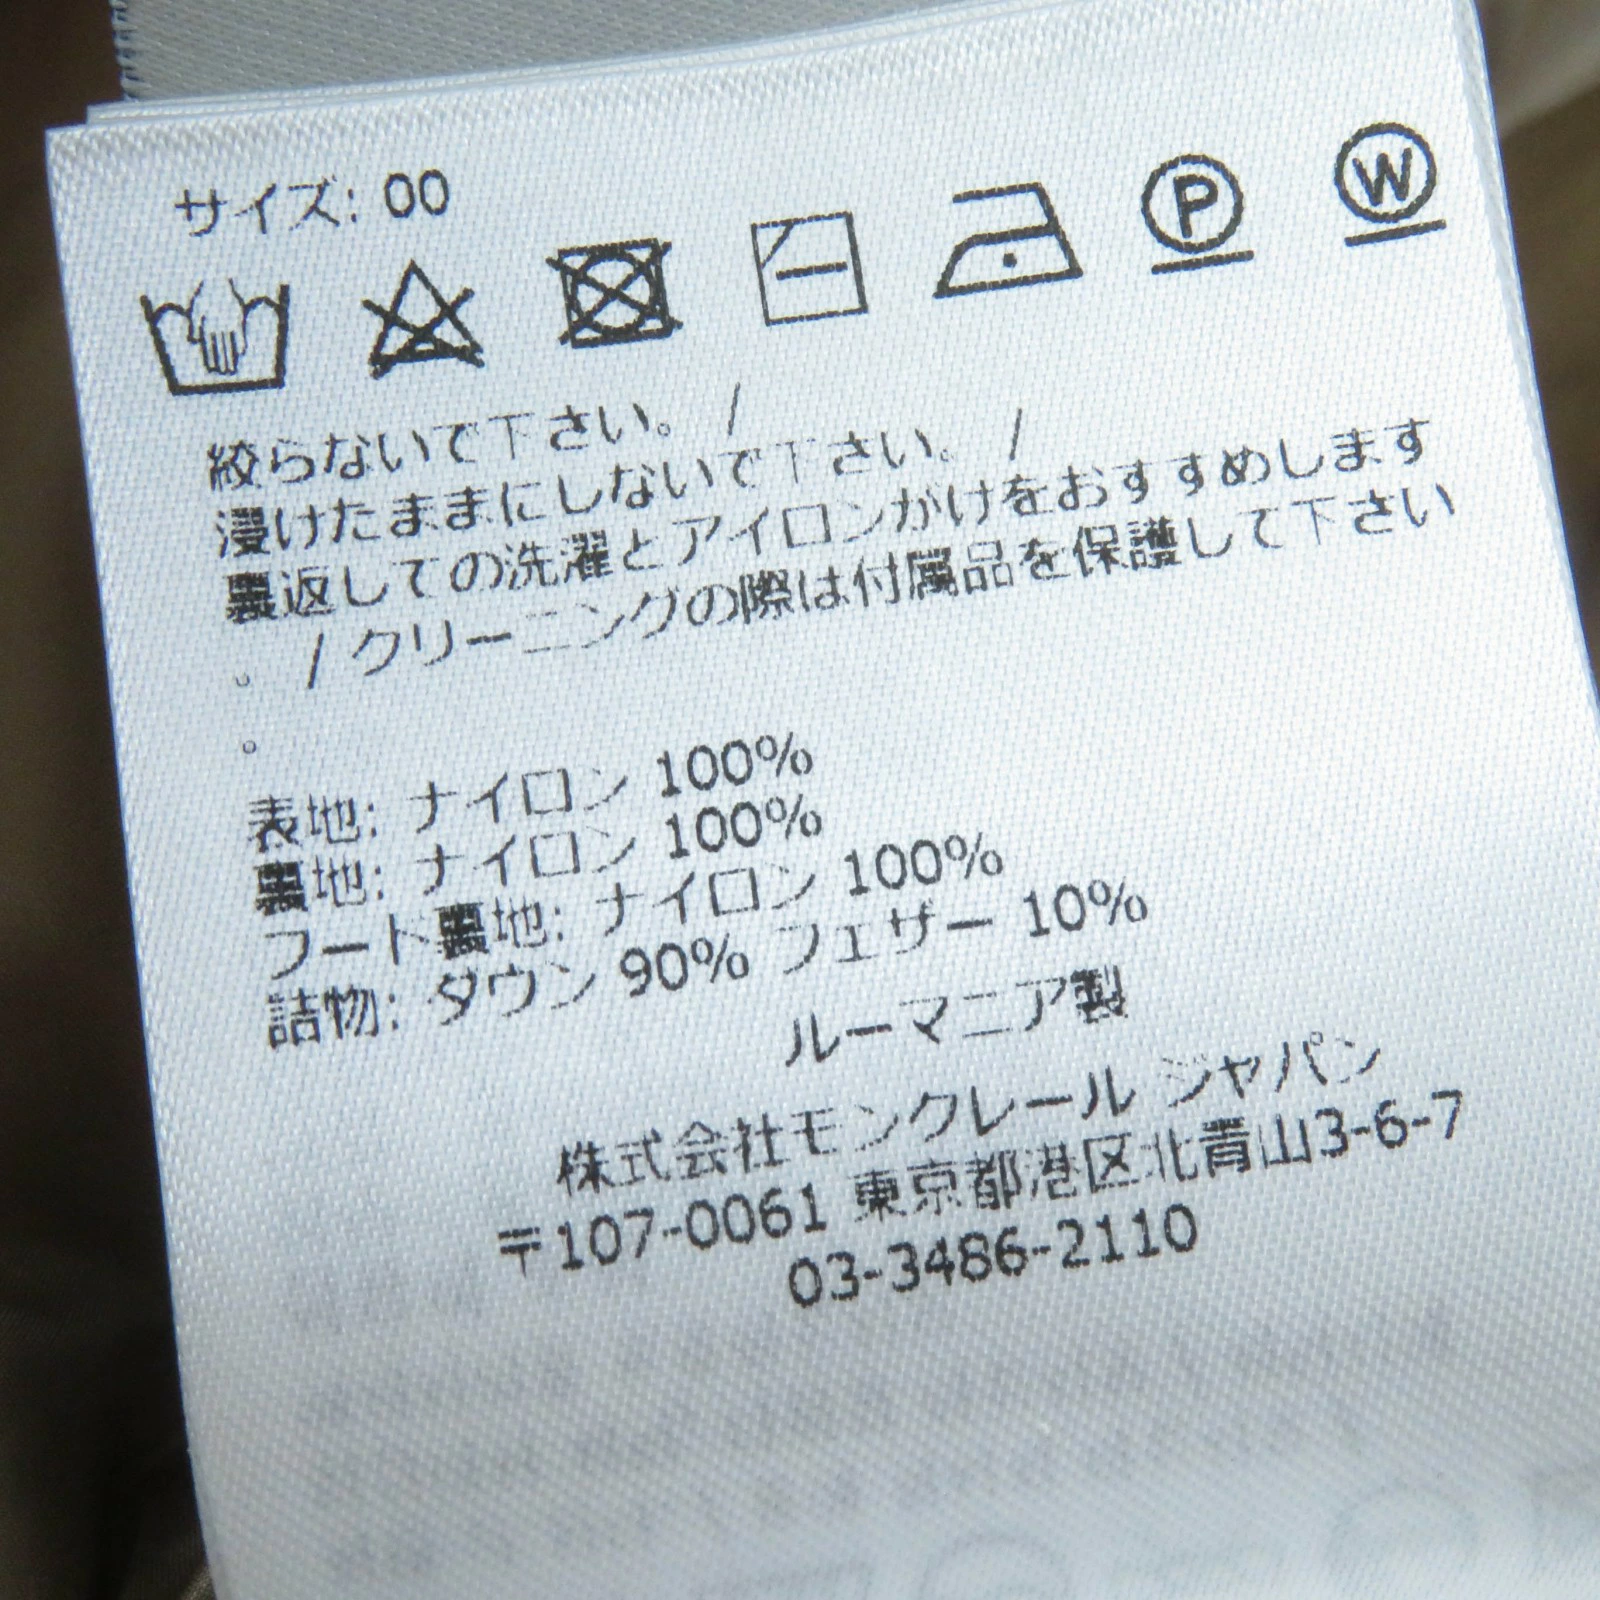 サイズ: 00
P W
絞らないで下さい。 /
浸けたままにしないで下さい。 /
裏返しての洗濯とアイロンがけをおすすめします
。 / クリーニングの際は付属品を保護して下さい
。
表地: ナイロン 100%
裏地: ナイロン 100%
フード裏地: ナイロン 100%
詰物: ダウン 90% フェザー 10%
ルーマニア製
株式会社モンクレール ジャパン
〒107-0061 東京都港区北青山3-6-7
03-3486-2110